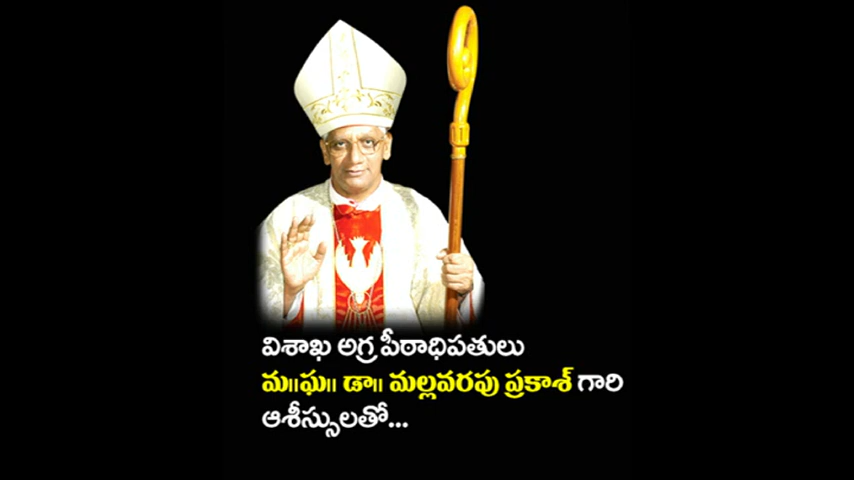 విశాఖ అగ్ర పీఠాధిపతులు
మ॥ఘ॥ డా॥ మల్లవరపు ప్రకాశ్ గారి
ఆశీస్సులతో...